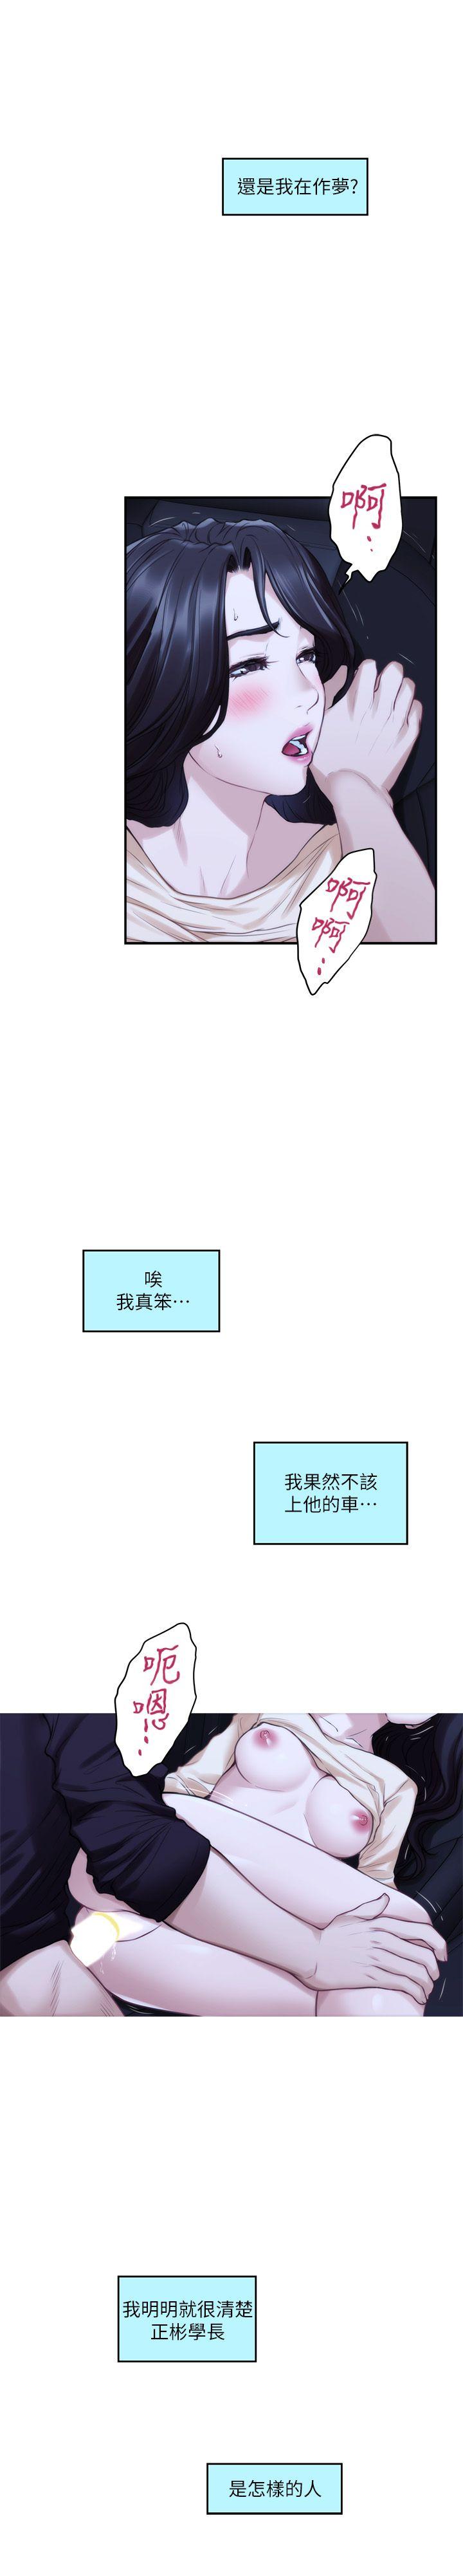 還是我在作夢?
啊…
啊啊…
唉
我真笨…
我果然不該
上他的車…
呃嗯…
我明明就很清楚
正彬學長
是怎樣的人